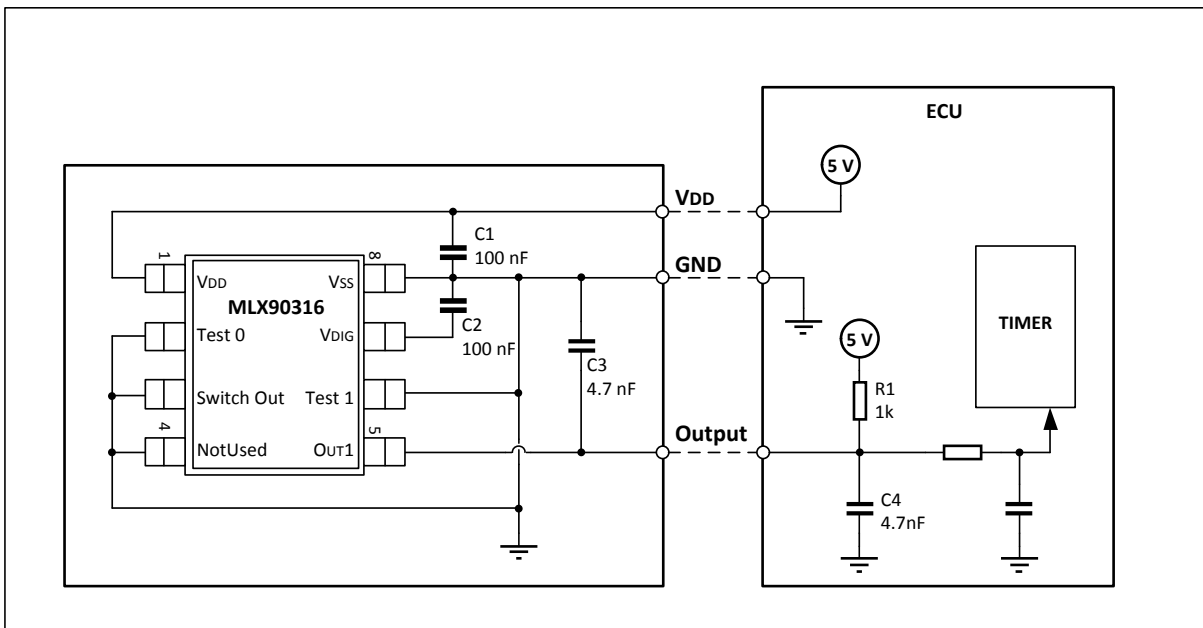 ECU
5 V
VDD
C1
100 nF
1
8
GND
VDD
VSS
MLX90316
C2
100 nF
TIMER
Test 0
VDIG
5 V
C3
4.7 nF
R1
1k
Switch Out
Test 1
4
5
Output
NotUsed
OUT1
C4
4.7nF